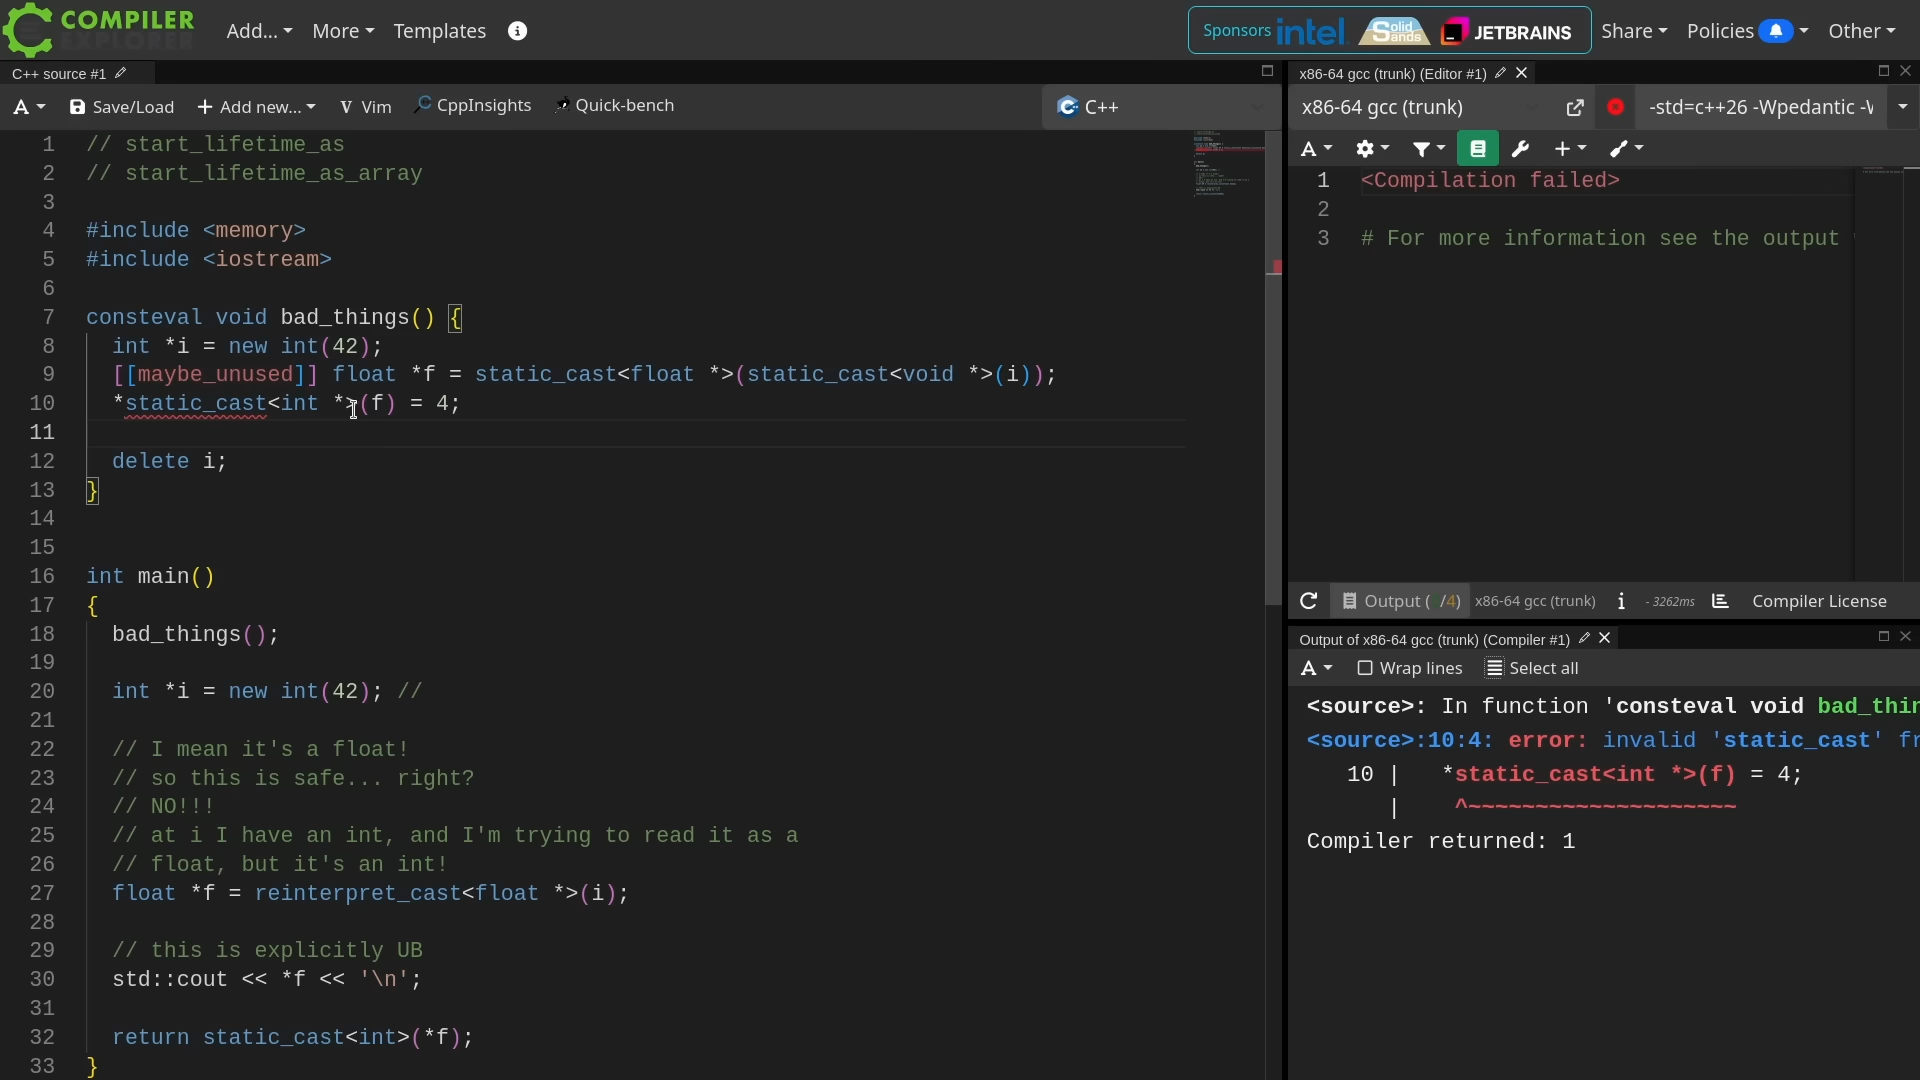 COMPILER
EXPLORER
Add...
More
Templates
Sponsors
intel
Solid Sands
JETBRAINS
Share
Policies
Other
C++ source #1
A
Save/Load
+ Add new...
V Vim
CppInsights
Quick-bench
C++
1 // start_lifetime_as
2 // start_lifetime_as_array
3
4 #include <memory>
5 #include <iostream>
6
7 consteval void bad_things() {
8 int *i = new int(42);
9 [[maybe_unused]] float *f = static_cast<float *>(static_cast<void *>(i));
10 *static_cast<int *>(f) = 4;
11
12 delete i;
13 }
14
15
16 int main()
17 {
18 bad_things();
19
20 int *i = new int(42); //
21
22 // I mean it's a float!
23 // so this is safe... right?
24 // NO!!!
25 // at i I have an int, and I'm trying to read it as a
26 // float, but it's an int!
27 float *f = reinterpret_cast<float *>(i);
28
29 // this is explicitly UB
30 std::cout << *f << '\n';
31
32 return static_cast<int>(*f);
33 }
x86-64 gcc (trunk) (Editor #1)
x86-64 gcc (trunk)
-std=c++26 -Wpedantic -W
A
1 <Compilation failed>
2
3 # For more information see the output
Output ( /4)
x86-64 gcc (trunk)
i
- 3262ms
Compiler License
Output of x86-64 gcc (trunk) (Compiler #1)
A
Wrap lines
Select all
<source>: In function 'consteval void bad_thin
<source>:10:4: error: invalid 'static_cast' fr
10 | *static_cast<int *>(f) = 4;
| ^~~~~~~~~~~~~~~~~~~~~
Compiler returned: 1